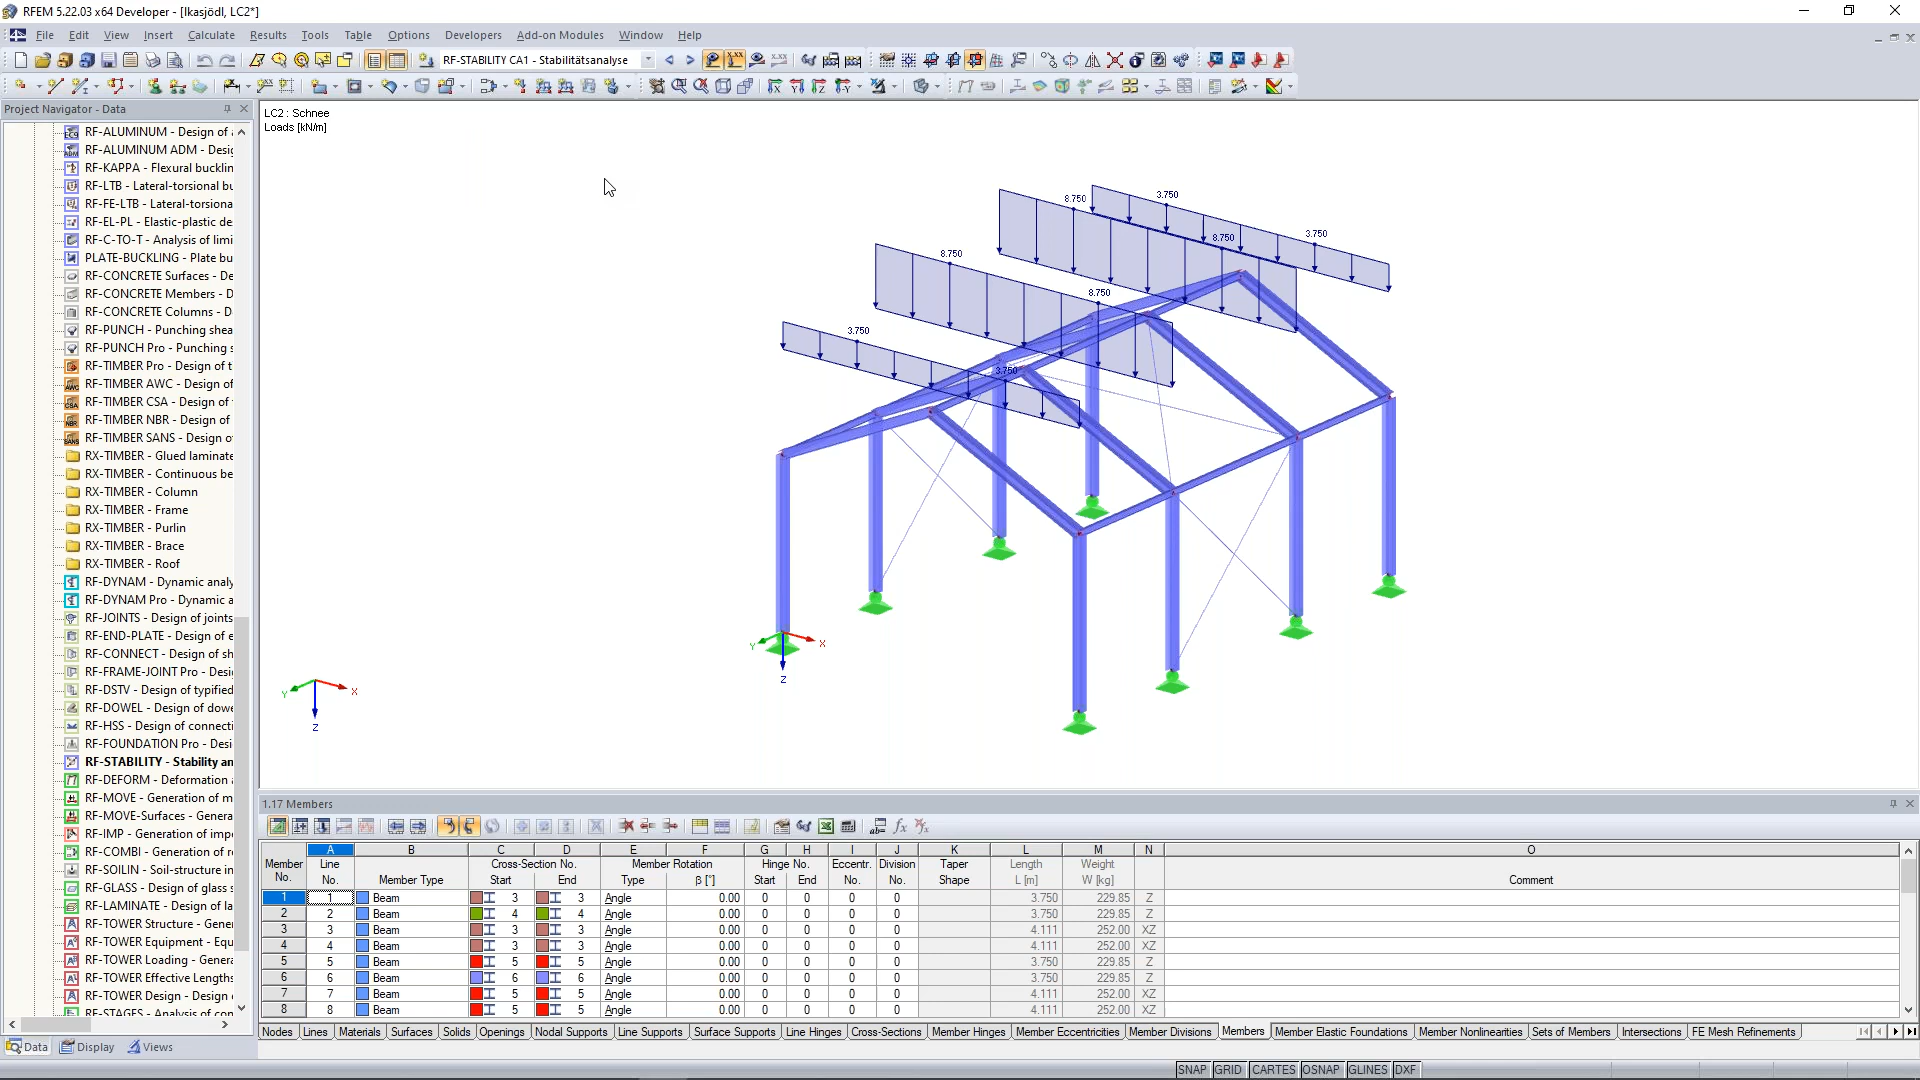 RFEM 5.22.03 x64 Developer - [Ikasjödl, LC2*]
File Edit View Insert Calculate Results Tools Table Options Developers Add-on Modules Window Help
RF-STABILITY CA1 - Stabilitätsanalyse
Project Navigator - Data
RF-ALUMINUM - Design of a
RF-ALUMINUM ADM - Desig
RF-KAPPA - Flexural bucklin
RF-LTB - Lateral-torsional bu
RF-FE-LTB - Lateral-torsiona
RF-EL-PL - Elastic-plastic de
RF-C-TO-T - Analysis of limi
PLATE-BUCKLING - Plate bu
RF-CONCRETE Surfaces - De
RF-CONCRETE Members - D
RF-CONCRETE Columns - D
RF-PUNCH - Punching shea
RF-PUNCH Pro - Punching s
RF-TIMBER Pro - Design of t
RF-TIMBER AWC - Design of
RF-TIMBER CSA - Design of
RF-TIMBER NBR - Design of
RF-TIMBER SANS - Design o
RX-TIMBER - Glued laminate
RX-TIMBER - Continuous be
RX-TIMBER - Column
RX-TIMBER - Frame
RX-TIMBER - Purlin
RX-TIMBER - Brace
RX-TIMBER - Roof
RF-DYNAM - Dynamic analy
RF-DYNAM Pro - Dynamic a
RF-JOINTS - Design of joints
RF-END-PLATE - Design of e
RF-CONNECT - Design of sh
RF-FRAME-JOINT Pro - Desi
RF-DSTV - Design of typified
RF-DOWEL - Design of dowe
RF-HSS - Design of connecti
RF-FOUNDATION Pro - Desi
RF-STABILITY - Stability an
RF-DEFORM - Deformation
RF-MOVE - Generation of m
RF-MOVE-Surfaces - Genera
RF-IMP - Generation of impe
RF-COMBI - Generation of r
RF-SOILIN - Soil-structure in
RF-GLASS - Design of glass s
RF-LAMINATE - Design of la
RF-TOWER Structure - Gener
RF-TOWER Equipment - Equ
RF-TOWER Loading - Genera
RF-TOWER Effective Lengths
RF-TOWER Design - Design
RF-STAGES - Analysis of con
Data Display Views
LC2 : Schnee
Loads [kN/m]
8.750 3.750
8.750 3.750
8.750
8.750
3.750
3.750
Y X Z
Y X Z
1.17 Members
A B C D E F G H I J K L M N O
Member Line Cross-Section No. Member Rotation Hinge No. Eccentr. Division Taper Length Weight
No. No. Member Type Start End Type β [°] Start End No. No. Shape L [m] W [kg] Comment
1 1 Beam 3 3 Angle 0.00 0 0 0 0 3.750 229.85 Z
2 2 Beam 4 4 Angle 0.00 0 0 0 0 3.750 229.85 Z
3 3 Beam 3 3 Angle 0.00 0 0 0 0 4.111 252.00 XZ
4 4 Beam 3 3 Angle 0.00 0 0 0 0 4.111 252.00 XZ
5 5 Beam 5 5 Angle 0.00 0 0 0 0 3.750 229.85 Z
6 6 Beam 6 6 Angle 0.00 0 0 0 0 3.750 229.85 Z
7 7 Beam 5 5 Angle 0.00 0 0 0 0 4.111 252.00 XZ
8 8 Beam 5 5 Angle 0.00 0 0 0 0 4.111 252.00 XZ
Nodes Lines Materials Surfaces Solids Openings Nodal Supports Line Supports Surface Supports Line Hinges Cross-Sections Member Hinges Member Eccentricities Member Divisions Members Member Elastic Foundations Member Nonlinearities Sets of Members Intersections FE Mesh Refinements
SNAP GRID CARTES OSNAP GLINES DXF